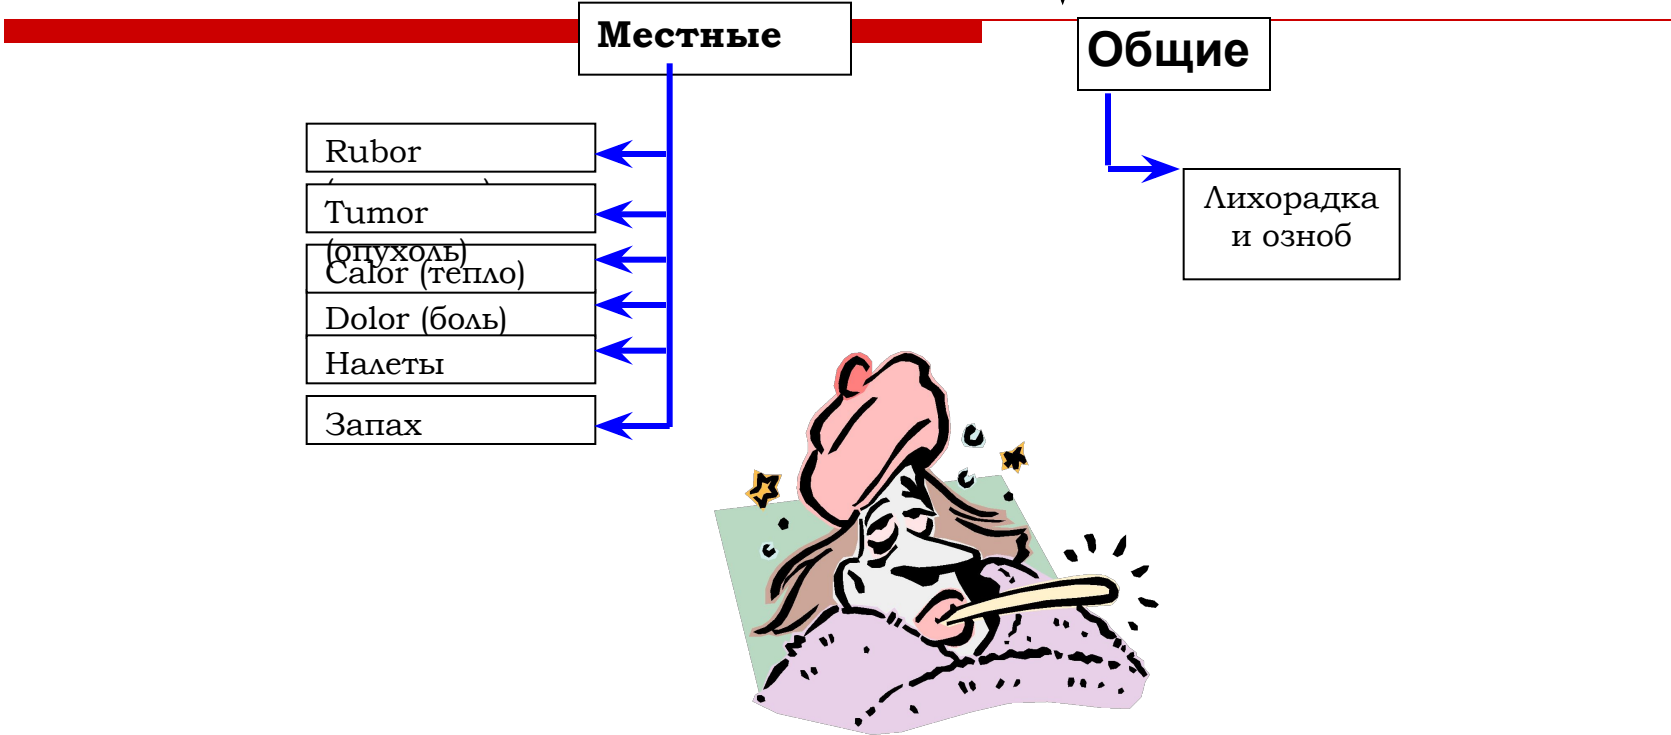 Местные
Общие
Rubor
Tumor
(опухоль)
Calor (тепло)
Dolor (боль)
Налеты
Запах
Лихорадка
и озноб